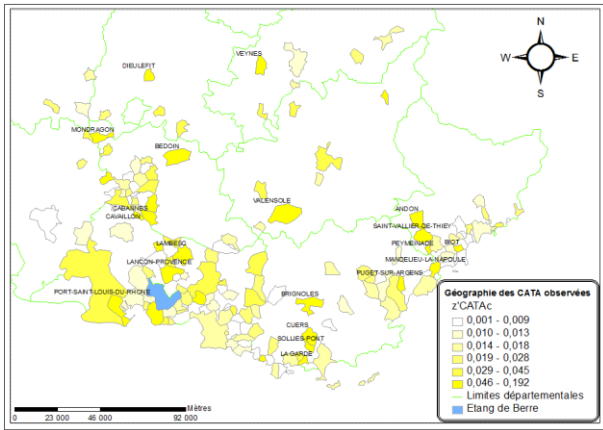 N
W E
S
VEYNES
DIEULEFIT
MONDRAGON
BEDOIN
VALENSOLE
CABANNES
CAVAILLON
ANDON
SAINT-VALLIER-DE-THIEY
PEYMEINADE
BIOT
MANDELIEU-LA-NAPOULE
LAMBESC
LANCON-PROVENCE
PUGET-SUR-ARGENS
PORT-SAINT-LOUIS-DU-RHONE
BRIGNOLES
CUERS
SOLLIES-PONT
LA-GARDE
Géographie des CATA observées
z'CATAc
0,001 - 0,009
0,010 - 0,013
0,014 - 0,018
0,019 - 0,028
0,029 - 0,045
0,046 - 0,192
Limites départementales
Etang de Berre
Mètres
0 23 000 46 000 92 000